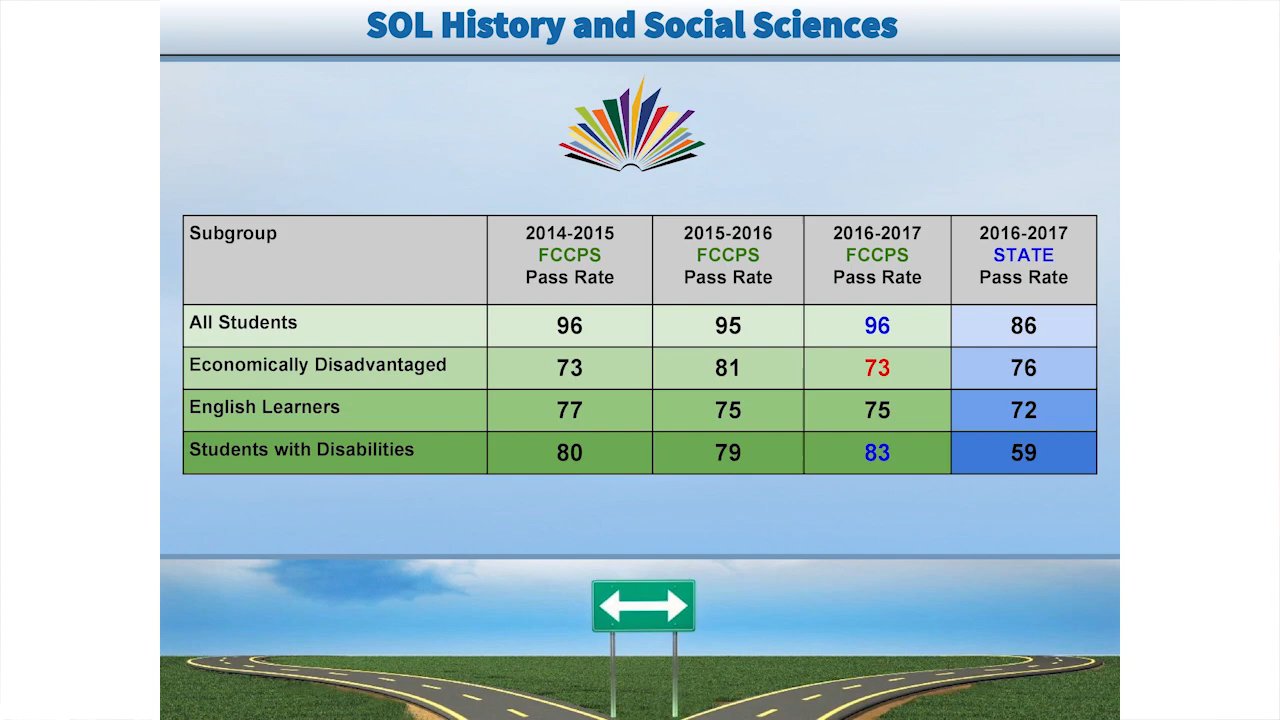 SOL History and Social Sciences
Subgroup 2014-2015 2015-2016 2016-2017 2016-2017
FCCPS FCCPS FCCPS STATE
Pass Rate Pass Rate Pass Rate Pass Rate
All Students 96 95 96 86
Economically Disadvantaged 73 81 73 76
English Learners 77 75 75 72
Students with Disabilities 80 79 83 59